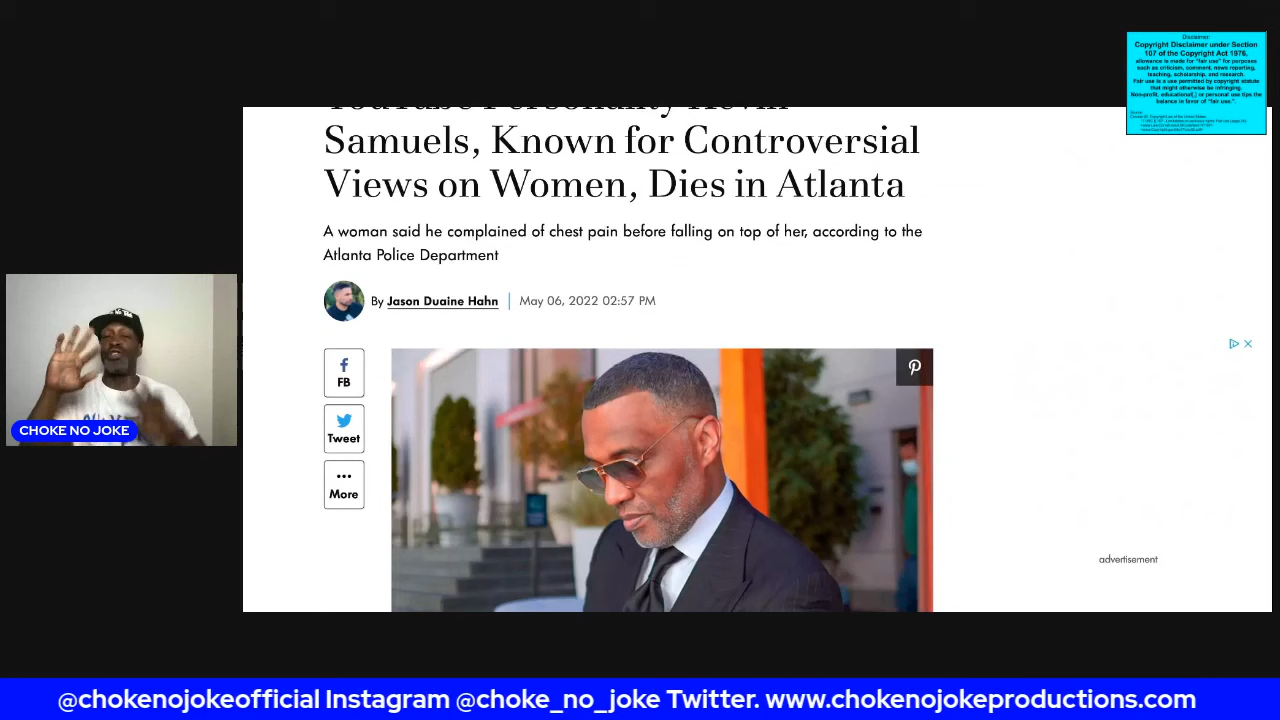 Disclaimer:
Copyright Disclaimer under Section
107 of the Copyright Act 1976,
allowance is made for "fair use" for purposes
such as criticism, comment, news reporting,
teaching, scholarship, and research.
Fair use is a use permitted by copyright statute
that might otherwise be infringing.
Non-profit, educational[,] or personal use tips the
balance in favor of "fair use".
Samuels, Known for Controversial
Views on Women, Dies in Atlanta
A woman said he complained of chest pain before falling on top of her, according to the
Atlanta Police Department
By Jason Duaine Hahn
May 06, 2022 02:57 PM
FB
Tweet
More
advertisement
CHOKE NO JOKE
@chokenojokeofficial Instagram @choke_no_joke Twitter. www.chokenojokeproductions.com